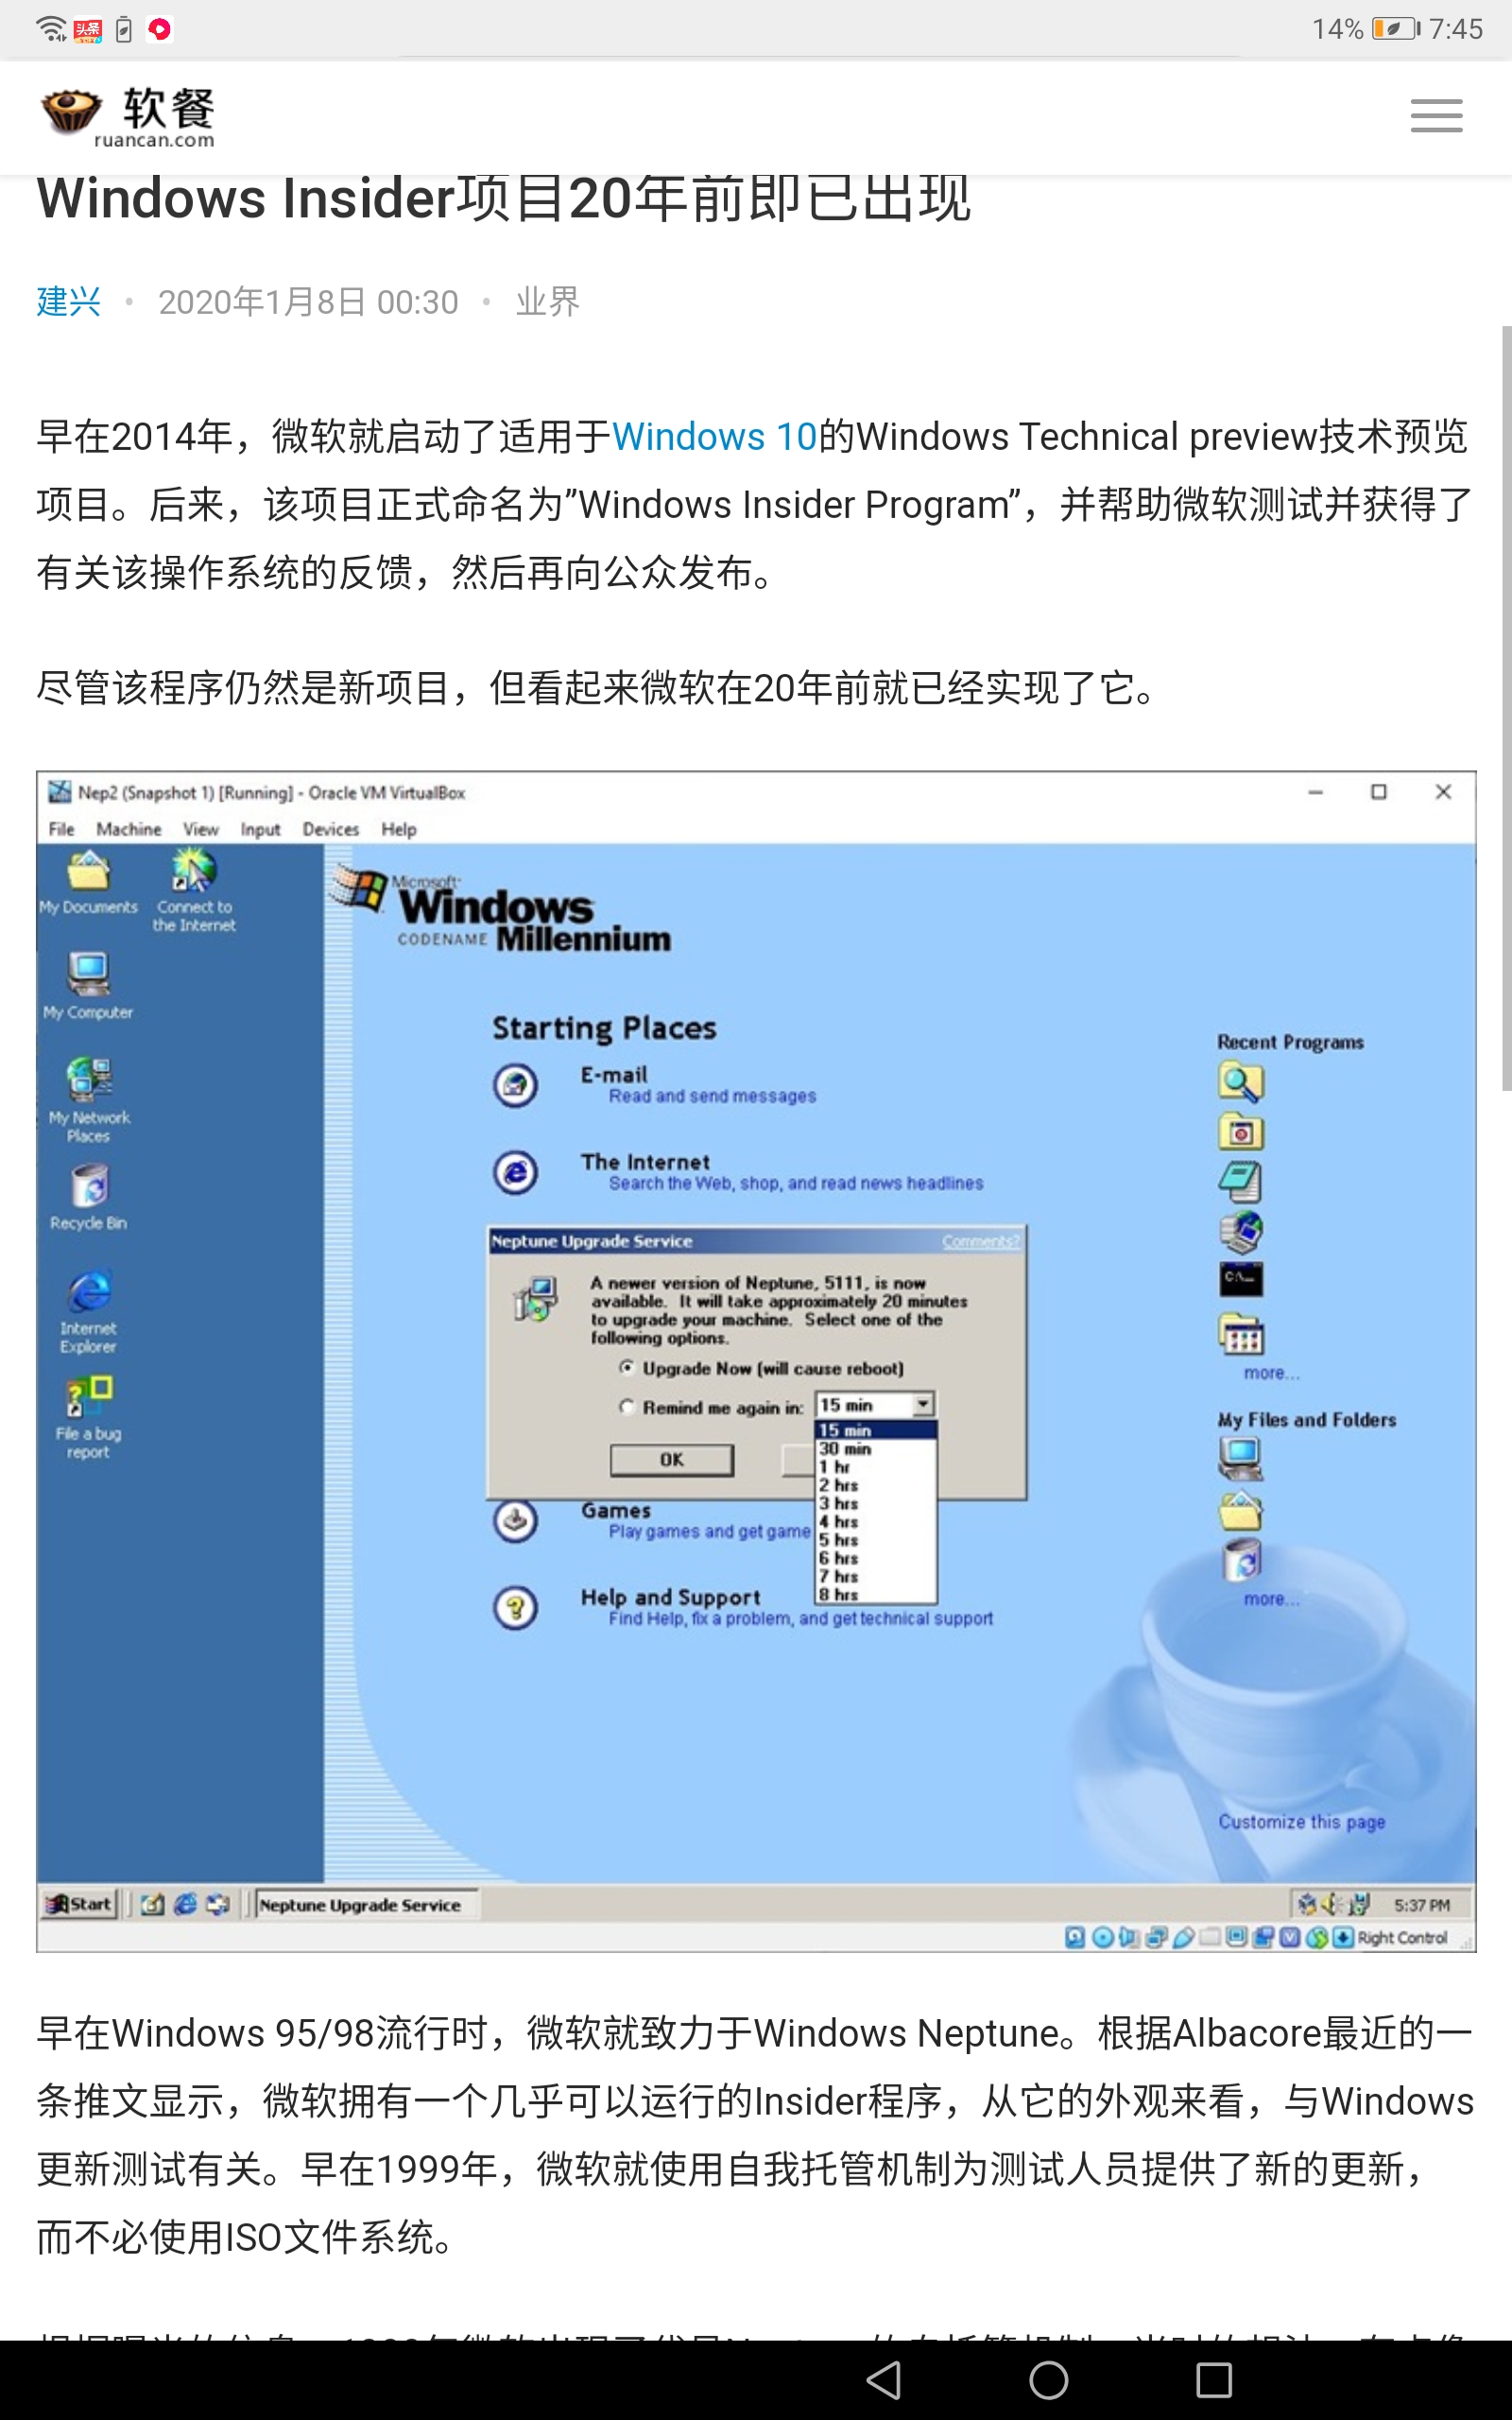 14% 7:45
软餐
ruancan.com
Windows Insider项目20年前即已出现
建兴 • 2020年1月8日 00:30 • 业界
早在2014年，微软就启动了适用于Windows 10的Windows Technical preview技术预览
项目。后来，该项目正式命名为”Windows Insider Program”，并帮助微软测试并获得了
有关该操作系统的反馈，然后再向公众发布。
尽管该程序仍然是新项目，但看起来微软在20年前就已经实现了它。
Nep2 (Snapshot 1) [Running] - Oracle VM VirtualBox
File Machine View Input Devices Help
My Documents
Connect to
the Internet
My Computer
My Network
Places
Recycle Bin
Internet
Explorer
File a bug
report
Microsoft
Windows
CODENAME Millennium
Starting Places
E-mail
Read and send messages
The Internet
Search the Web, shop, and read news headlines
Neptune Upgrade Service Comments?
A newer version of Neptune, 5111, is now
available. It will take approximately 20 minutes
to upgrade your machine. Select one of the
following options.
Upgrade Now (will cause reboot)
Remind me again in: 15 min
15 min
30 min
1 hr
2 hrs
3 hrs
4 hrs
5 hrs
6 hrs
7 hrs
8 hrs
OK
Games
Play games and get game
Help and Support
Find Help, fix a problem, and get technical support
Recent Programs
more...
My Files and Folders
more...
Customize this page
Start
Neptune Upgrade Service
5:37 PM
Right Control
早在Windows 95/98流行时，微软就致力于Windows Neptune。根据Albacore最近的一
条推文显示，微软拥有一个几乎可以运行的Insider程序，从它的外观来看，与Windows
更新测试有关。早在1999年，微软就使用自我托管机制为测试人员提供了新的更新，
而不必使用ISO文件系统。